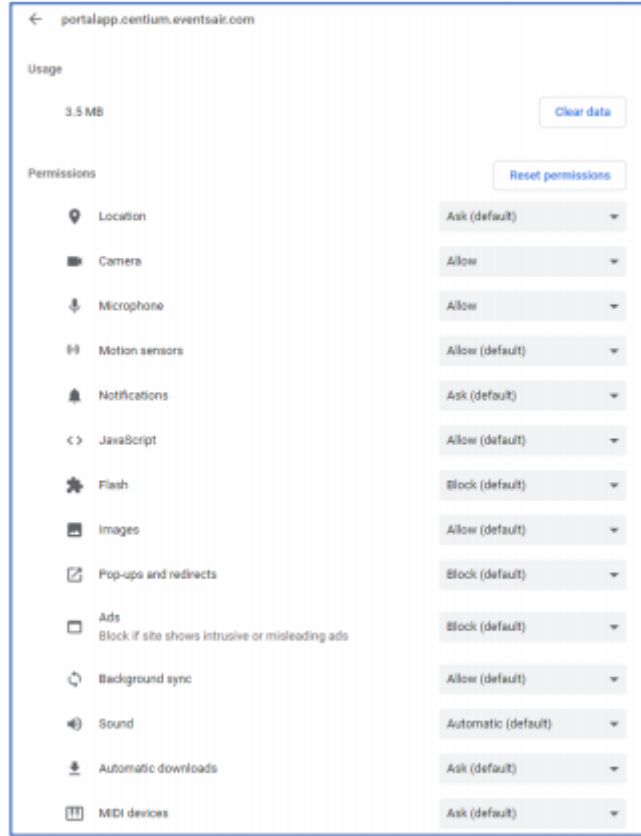 portalapp.centium.eventsair.com
Usage
3.5 MB Clear data
Permissions Reset permissions
Location Ask (default)
Camera Allow
Microphone Allow
Motion sensors Allow (default)
Notifications Ask (default)
JavaScript Allow (default)
Flash Block (default)
Images Allow (default)
Pop-ups and redirects Block (default)
Ads
Block if site shows intrusive or misleading ads Block (default)
Background sync Allow (default)
Sound Automatic (default)
Automatic downloads Ask (default)
MIDI devices Ask (default)